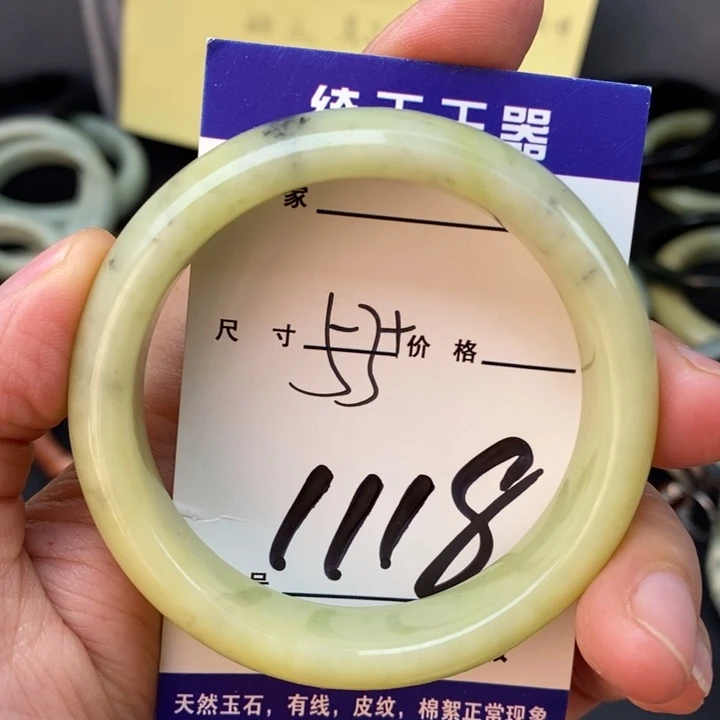 器
家
尺 寸 价 格
1118
号
天然玉石，有线，皮纹，棉絮正常现象